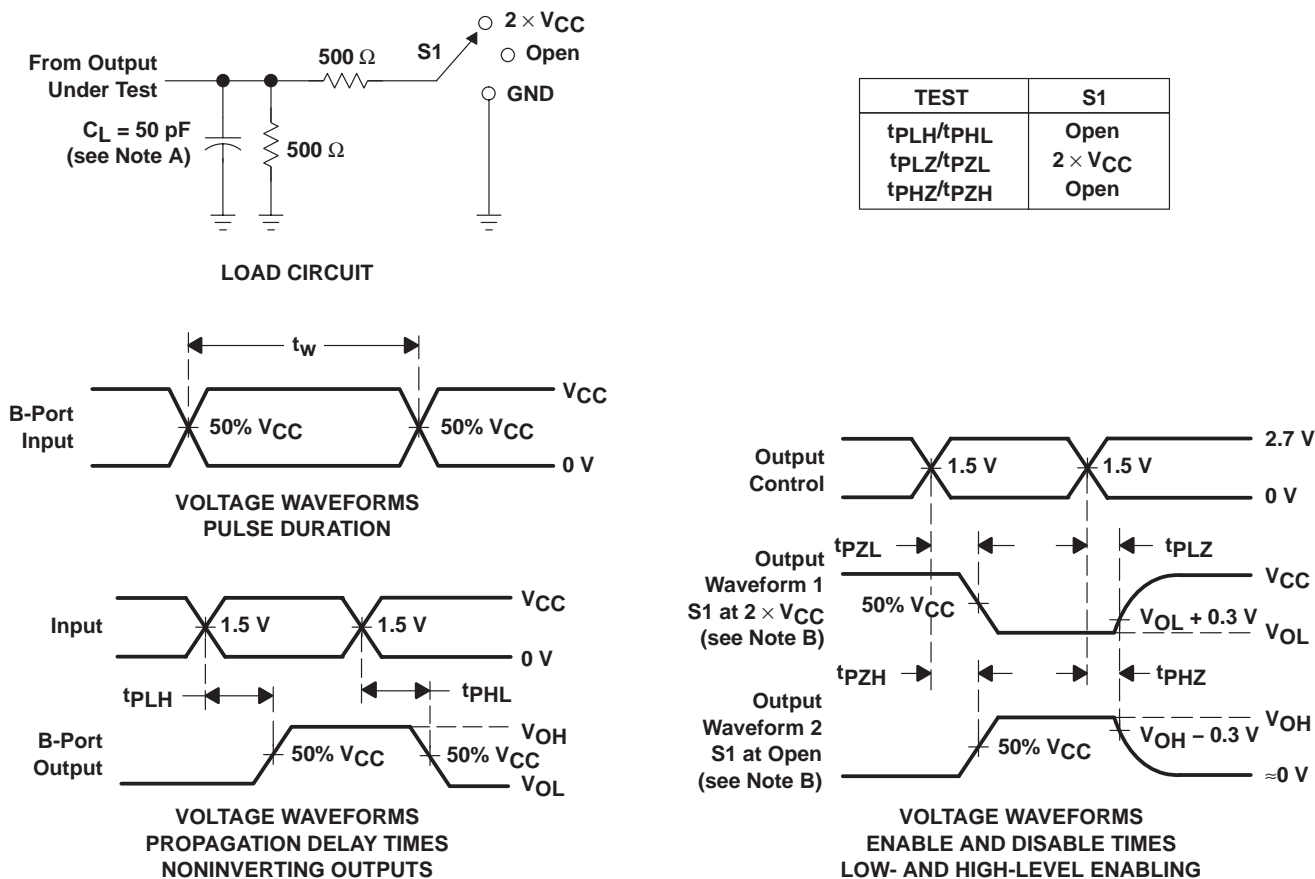 2 × VCC
Open
GND
S1
500 Ω
From Output
Under Test
CL = 50 pF
(see Note A)
500 Ω
LOAD CIRCUIT
TEST S1
tPLH/tPHL Open
tPLZ/tPZL 2 × VCC
tPHZ/tPZH Open
tw
B-Port
Input
VCC
50% VCC
50% VCC
0 V
VOLTAGE WAVEFORMS
PULSE DURATION
Input
VCC
1.5 V
1.5 V
0 V
tPLH
tPHL
B-Port
Output
VOH
50% VCC
50% VCC
VOL
VOLTAGE WAVEFORMS
PROPAGATION DELAY TIMES
NONINVERTING OUTPUTS
Output
Control
2.7 V
1.5 V
1.5 V
0 V
tPZL
tPLZ
Output
Waveform 1
S1 at 2 × VCC
(see Note B)
VCC
50% VCC
VOL + 0.3 V
VOL
tPZH
tPHZ
Output
Waveform 2
S1 at Open
(see Note B)
VOH
50% VCC
VOH − 0.3 V
≈0 V
VOLTAGE WAVEFORMS
ENABLE AND DISABLE TIMES
LOW- AND HIGH-LEVEL ENABLING